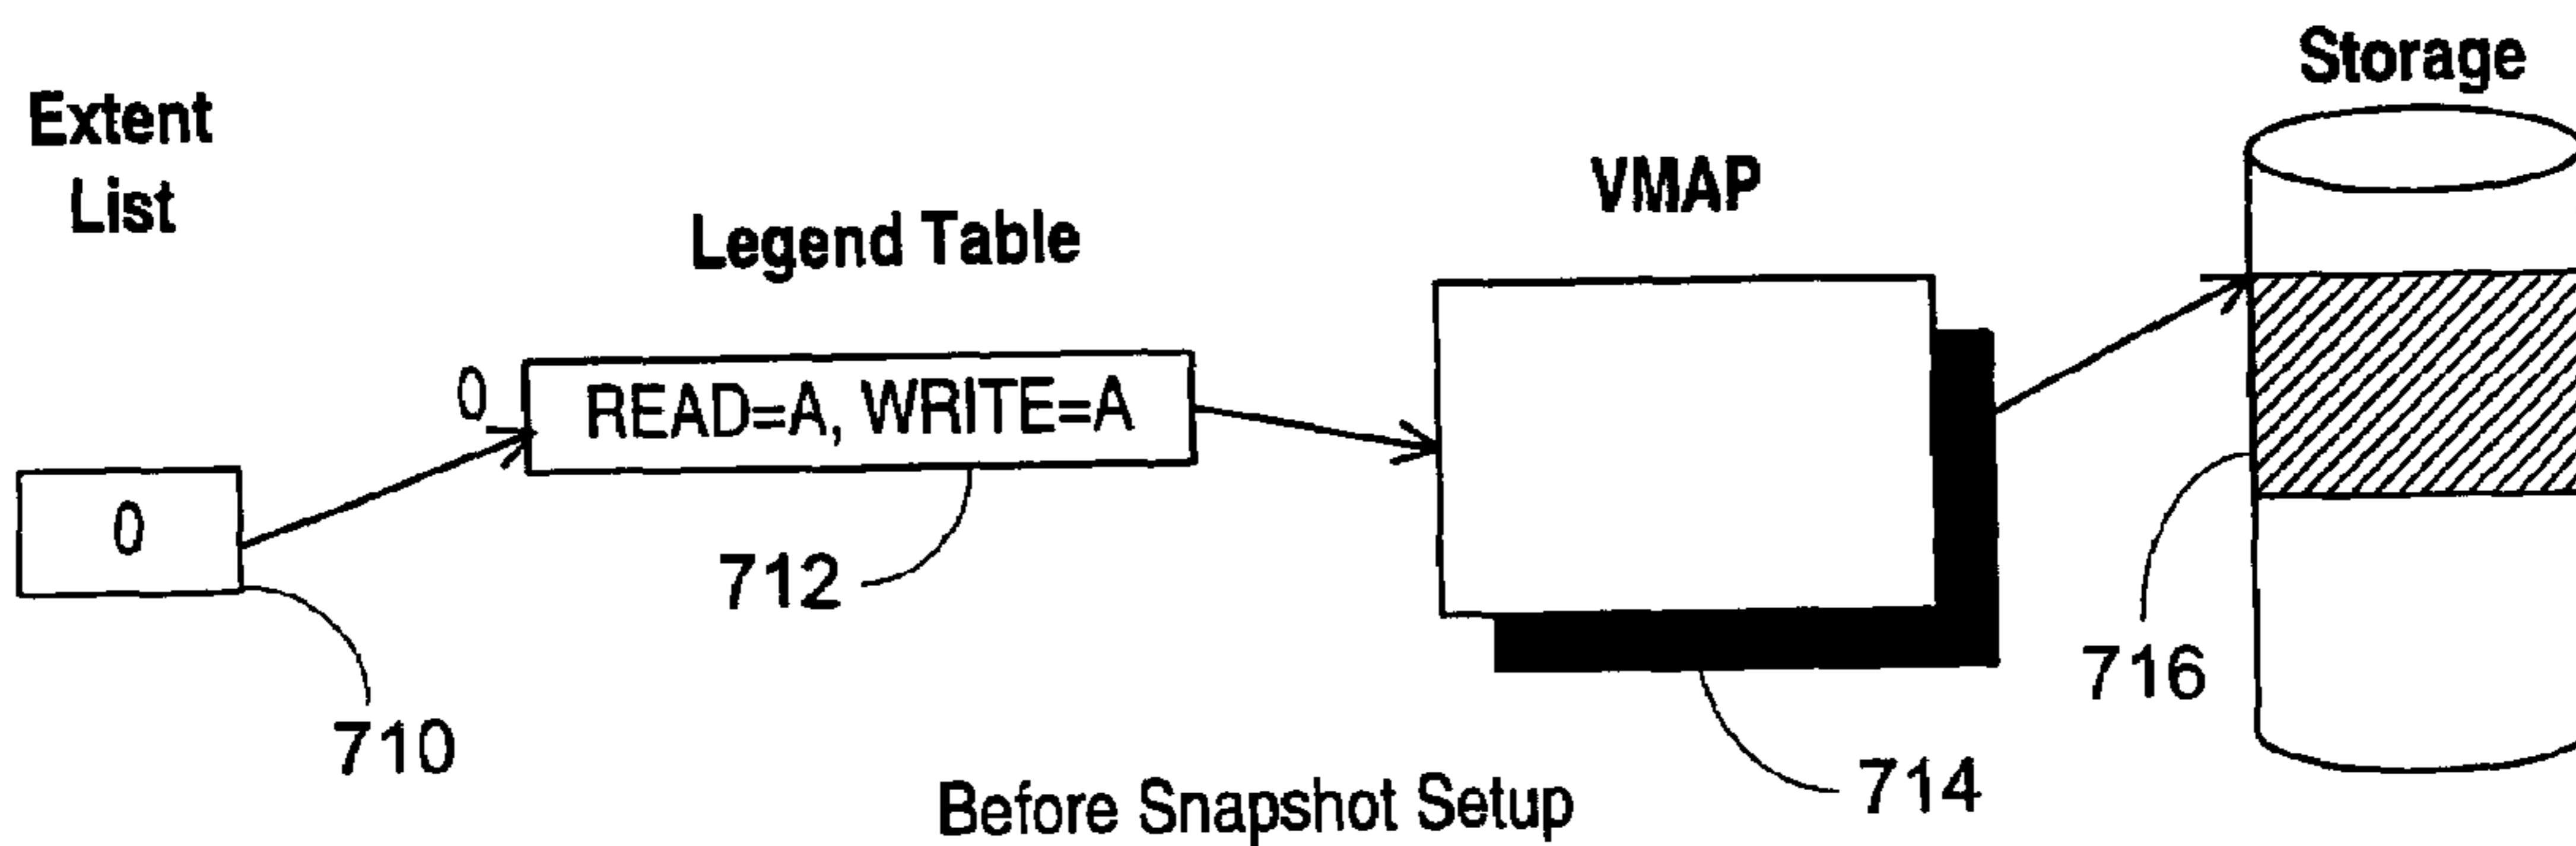 Storage
Extent
List
VMAP
Legend Table
0
READ=A, WRITE=A
0
712
716
710
714
Before Snapshot Setup